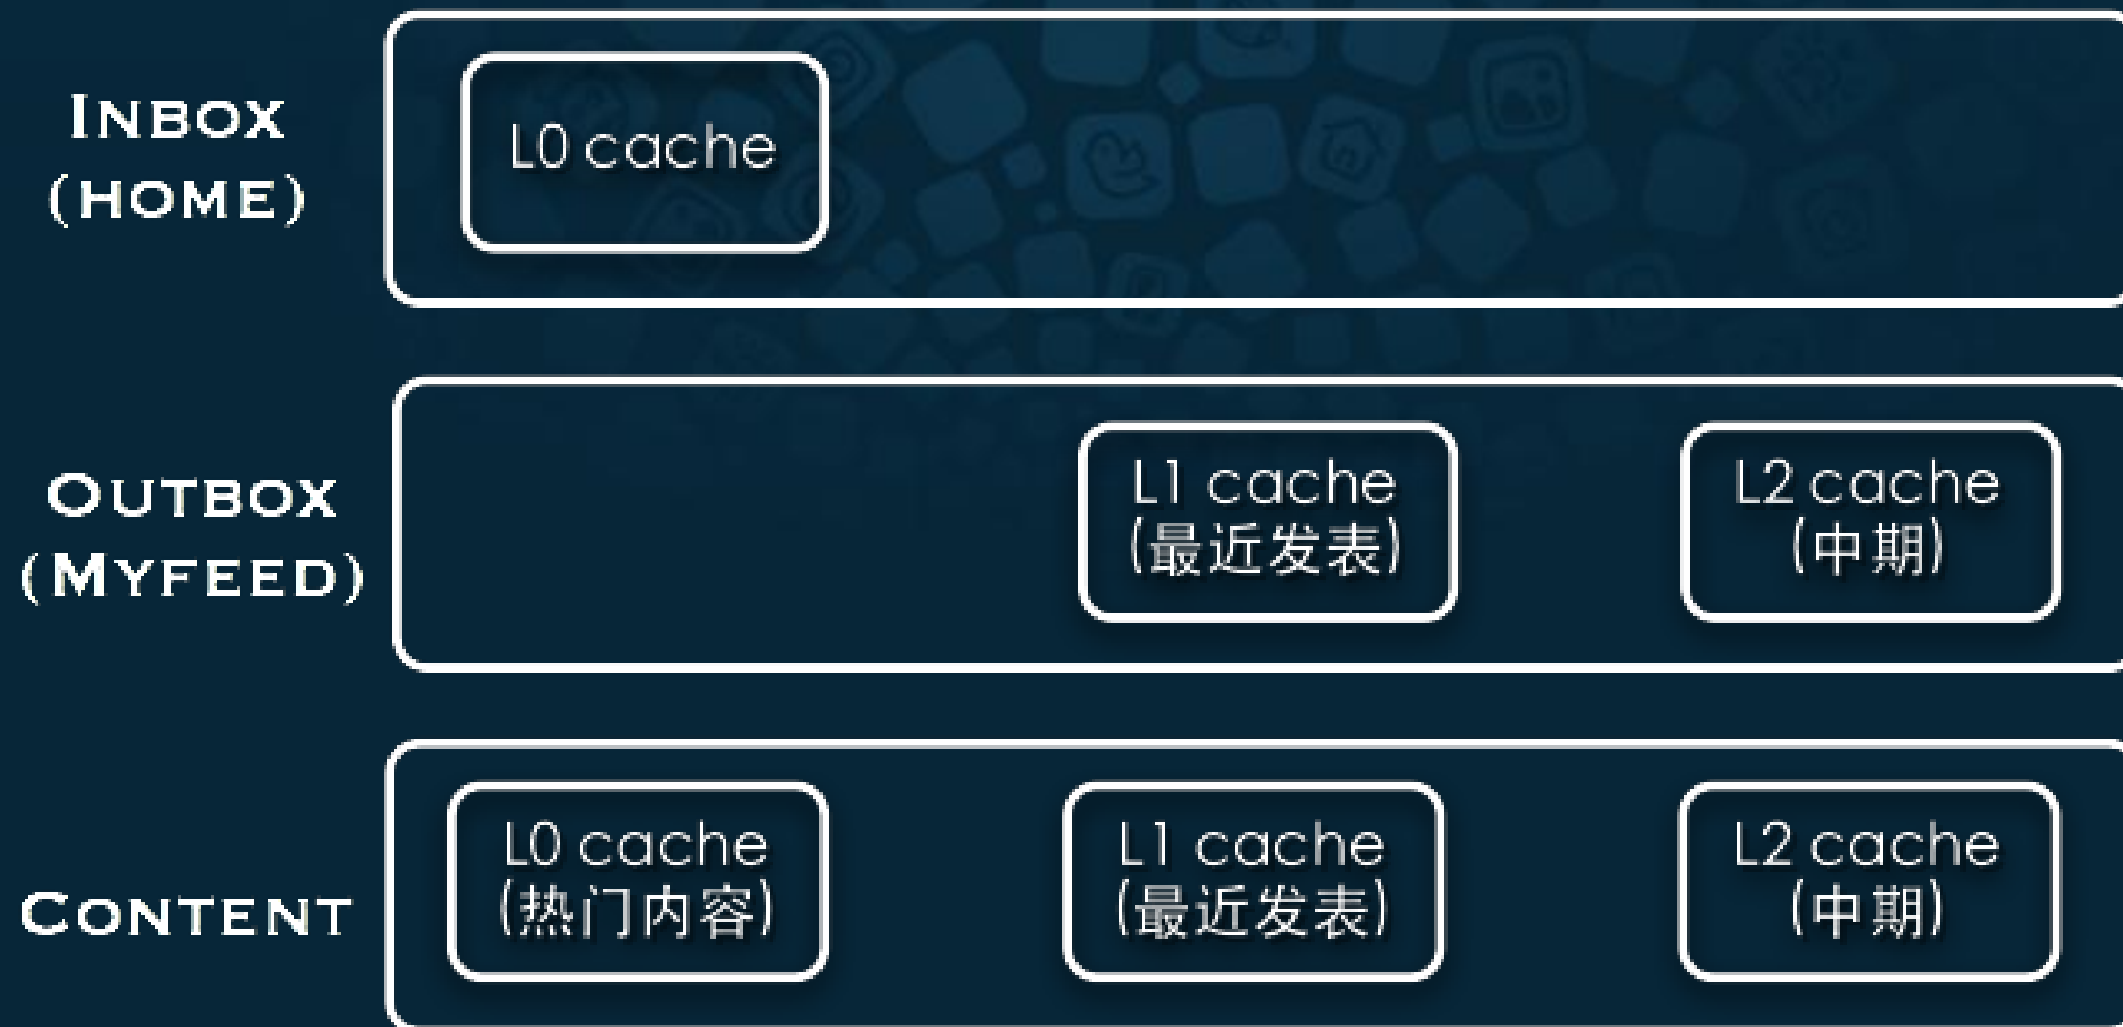 INBOX
(HOME)
L0 cache
OUTBOX
(MYFEED)
L1 cache
(最近发表)
L2 cache
(中期)
CONTENT
L0 cache
(热门内容)
L1 cache
(最近发表)
L2 cache
(中期)